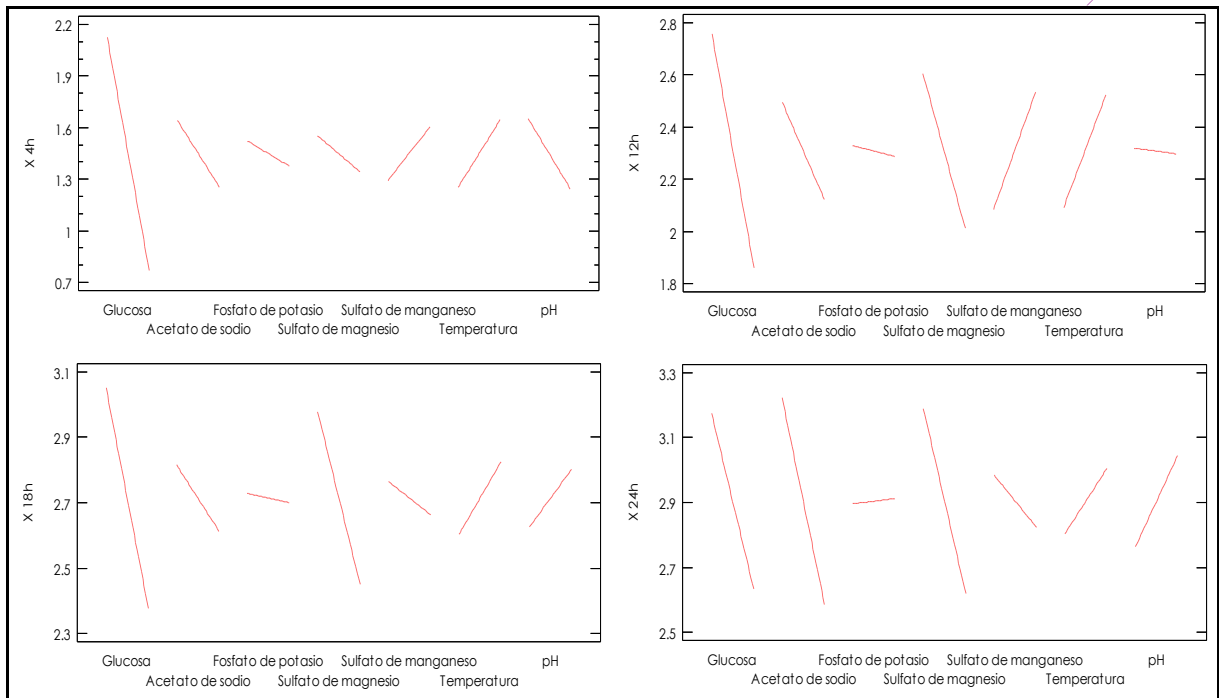 X 4h
2.2
1.9
1.6
1.3
1
0.7
Glucosa Fosfato de potasio Sulfato de manganeso pH
Acetato de sodio Sulfato de magnesio Temperatura
X 12h
2.8
2.6
2.4
2.2
2
1.8
Glucosa Fosfato de potasio Sulfato de manganeso pH
Acetato de sodio Sulfato de magnesio Temperatura
X 18h
3.1
2.9
2.7
2.5
2.3
Glucosa Fosfato de potasio Sulfato de manganeso pH
Acetato de sodio Sulfato de magnesio Temperatura
X 24h
3.3
3.1
2.9
2.7
2.5
Glucosa Fosfato de potasio Sulfato de manganeso pH
Acetato de sodio Sulfato de magnesio Temperatura